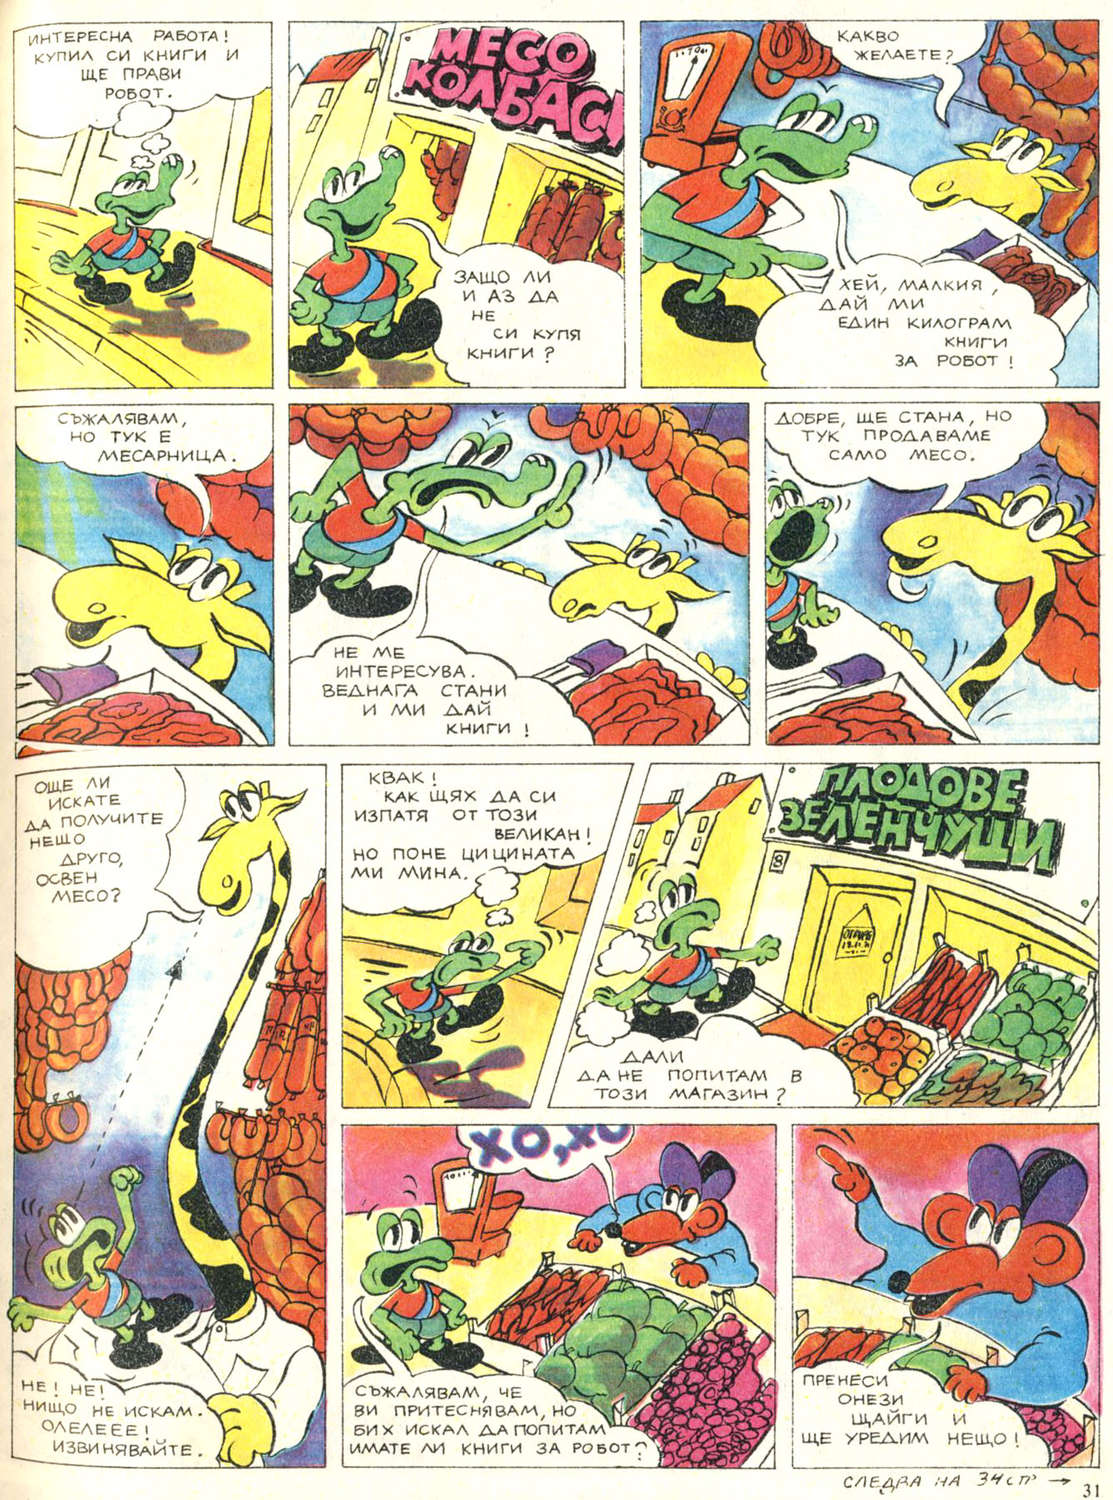 ИНТЕРЕСНА РАБОТА!
КУПИЛ СИ КНИГИ И
ЩЕ ПРАВИ
РОБОТ.
МЕСО
КОЛБАСИ
ЗАЩО ЛИ
И АЗ ДА
НЕ
СИ КУПЯ
КНИГИ?
КАКВО
ЖЕЛАЕТЕ?
ХЕЙ, МАЛКИЯ,
ДАЙ МИ
ЕДИН КИЛОГРАМ
КНИГИ
ЗА РОБОТ!
СЪЖАЛЯВАМ,
НО ТУК Е
МЕСАРНИЦА.
НЕ МЕ
ИНТЕРЕСУВА.
ВЕДНАГА СТАНИ
И МИ ДАЙ
КНИГИ!
ДОБРЕ, ЩЕ СТАНА, НО
ТУК ПРОДАВАМЕ
САМО МЕСО.
ОЩЕ ЛИ
ИСКАТЕ
ДА ПОЛУЧИТЕ
НЕЩО
ДРУГО,
ОСВЕН
МЕСО?
НЕ! НЕ!
НИЩО НЕ ИСКАМ.
ОЛЕЛЕЕЕ!
ИЗВИНЯВАЙТЕ.
КВАК!
КАК ЩЯХ ДА СИ
ИЗПАТЯ ОТ ТОЗИ
ВЕЛИКАН!
НО ПОНЕ ЦИЦИНАТА
МИ МИНА.
ПЛОДОВЕ
ЗЕЛЕНЧУЦИ
8
ДАЛИ
ДА НЕ ПОПИТАМ В
ТОЗИ МАГАЗИН?
ХО, ХО
СЪЖАЛЯВАМ, ЧЕ
ВИ ПРИТЕСНЯВАМ, НО
БИХ ИСКАЛ ДА ПОПИТАМ
ИМАТЕ ЛИ КНИГИ ЗА РОБОТ?
ПРЕНЕСИ
ОНЕЗИ
ЩАЙГИ И
ЩЕ УРЕДИМ НЕЩО!
СЛЕДВА НА 34 СТР →
31